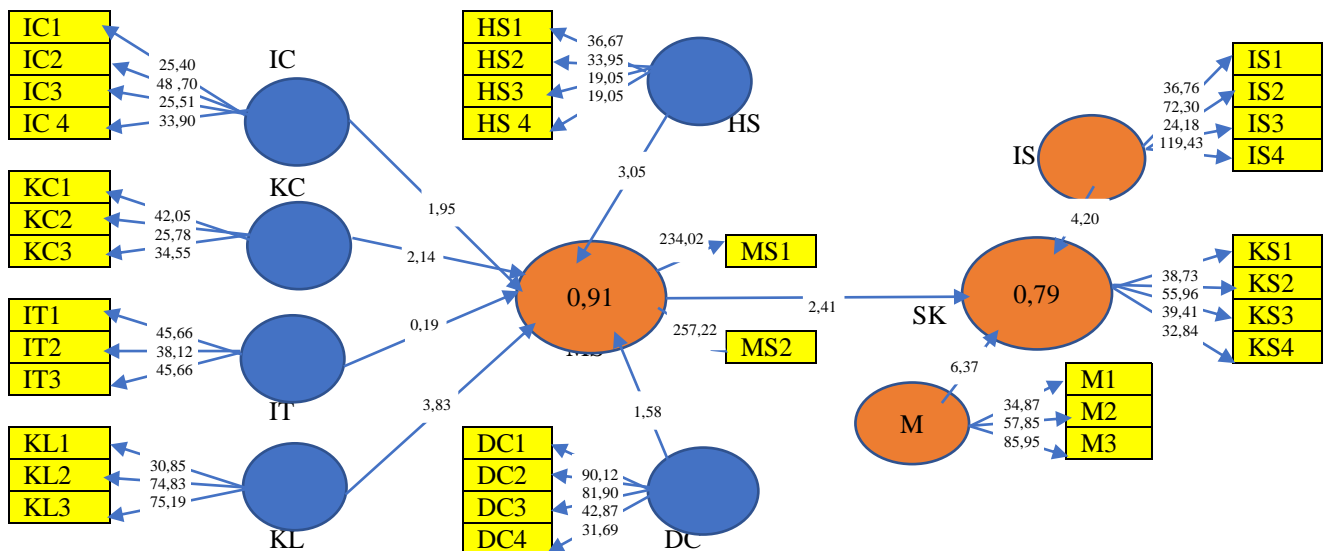 IC1
IC2
IC3
IC 4
25,40
48 ,70
25,51
33,90
IC
HS1
HS2
HS3
HS 4
36,67
33,95
19,05
19,05
HS
IS1
IS2
IS3
IS4
36,76
72,30
24,18
119,43
IS
KC1
KC2
KC3
42,05
25,78
34,55
KC
1,95
3,05
4,20
2,14
234,02
MS1
0,91
257,22
MS2
2,41
0,79
SK
KS1
KS2
KS3
KS4
38,73
55,96
39,41
32,84
IT1
IT2
IT3
45,66
38,12
45,66
IT
0,19
3,83
1,58
6,37
M
34,87
57,85
85,95
M1
M2
M3
KL1
KL2
KL3
30,85
74,83
75,19
KL
DC1
DC2
DC3
DC4
90,12
81,90
42,87
31,69
DC